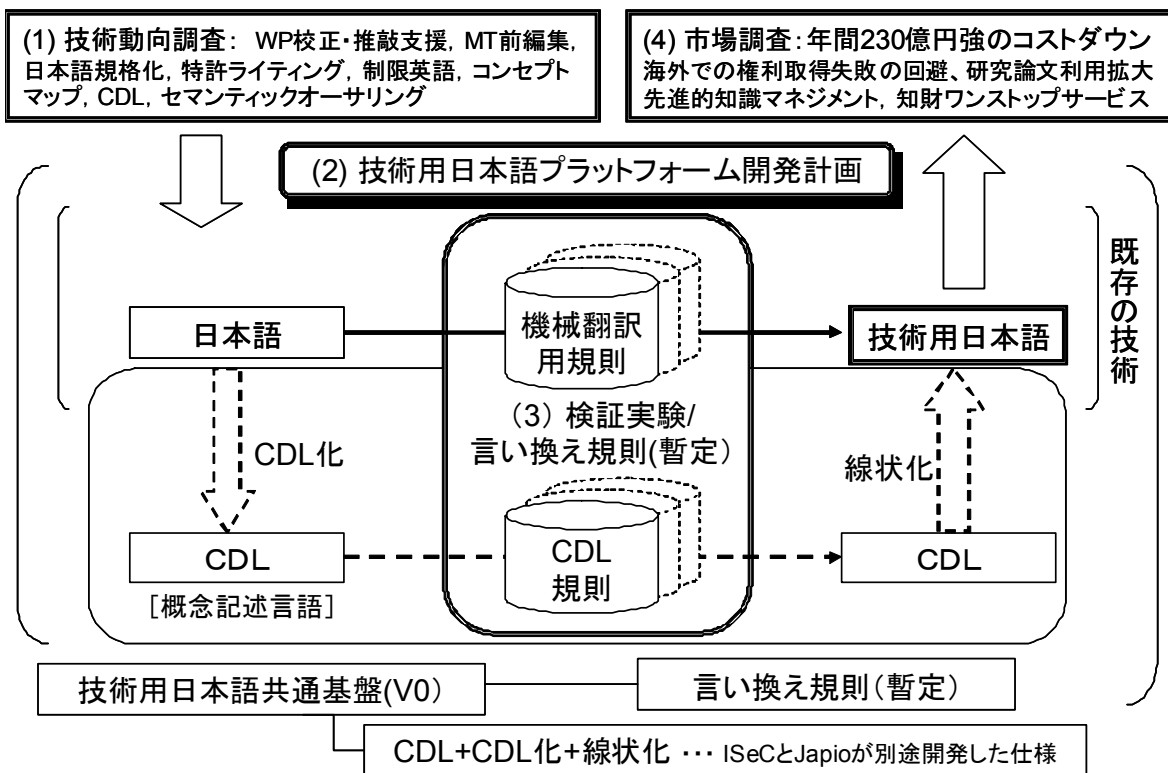 (1) 技術動向調査： WP校正・推敲支援, MT前編集,
日本語規格化, 特許ライティング, 制限英語, コンセプト
マップ, CDL, セマンティックオーサリング
(4) 市場調査：年間230億円強のコストダウン
海外での権利取得失敗の回避、研究論文利用拡大
先進的知識マネジメント, 知財ワンストップサービス
(2) 技術用日本語プラットフォーム開発計画
既存の技術
日本語
機械翻訳
用規則
技術用日本語
(3) 検証実験/
言い換え規則(暫定)
CDL化
線状化
CDL
CDL
規則
CDL
[概念記述言語]
技術用日本語共通基盤(V0)
言い換え規則(暫定)
CDL+CDL化+線状化 … ISeCとJapioが別途開発した仕様